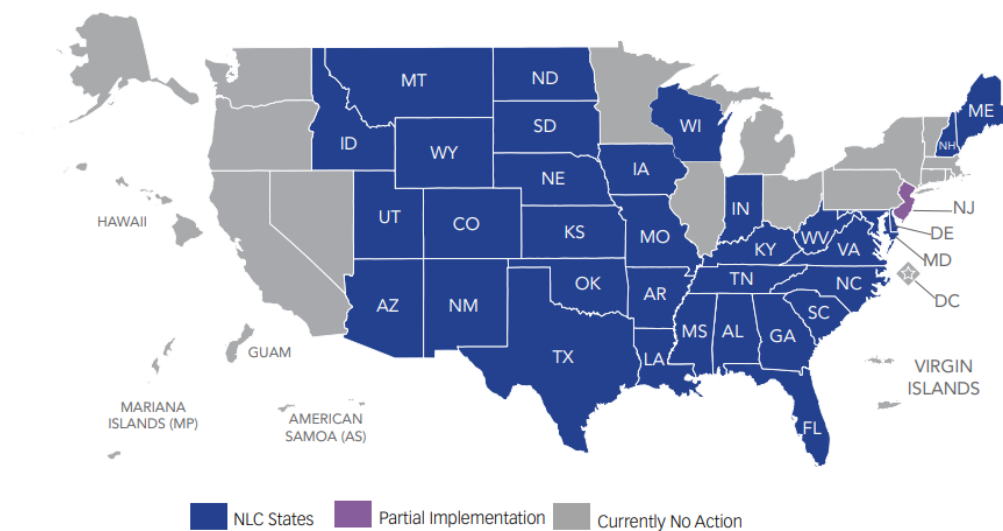 MT
ND
ME
ID
SD
WI
NH
WY
NE
IA
UT
CO
IN
HAWAII
KS
MO
KY
WV
VA
NJ
DE
MD
AZ
NM
OK
AR
TN
NC
DC
MS
AL
GA
SC
TX
LA
GUAM
VIRGIN
ISLANDS
MARIANA
ISLANDS (MP)
AMERICAN
SAMOA (AS)
FL
NLC States
Partial Implementation
Currently No Action